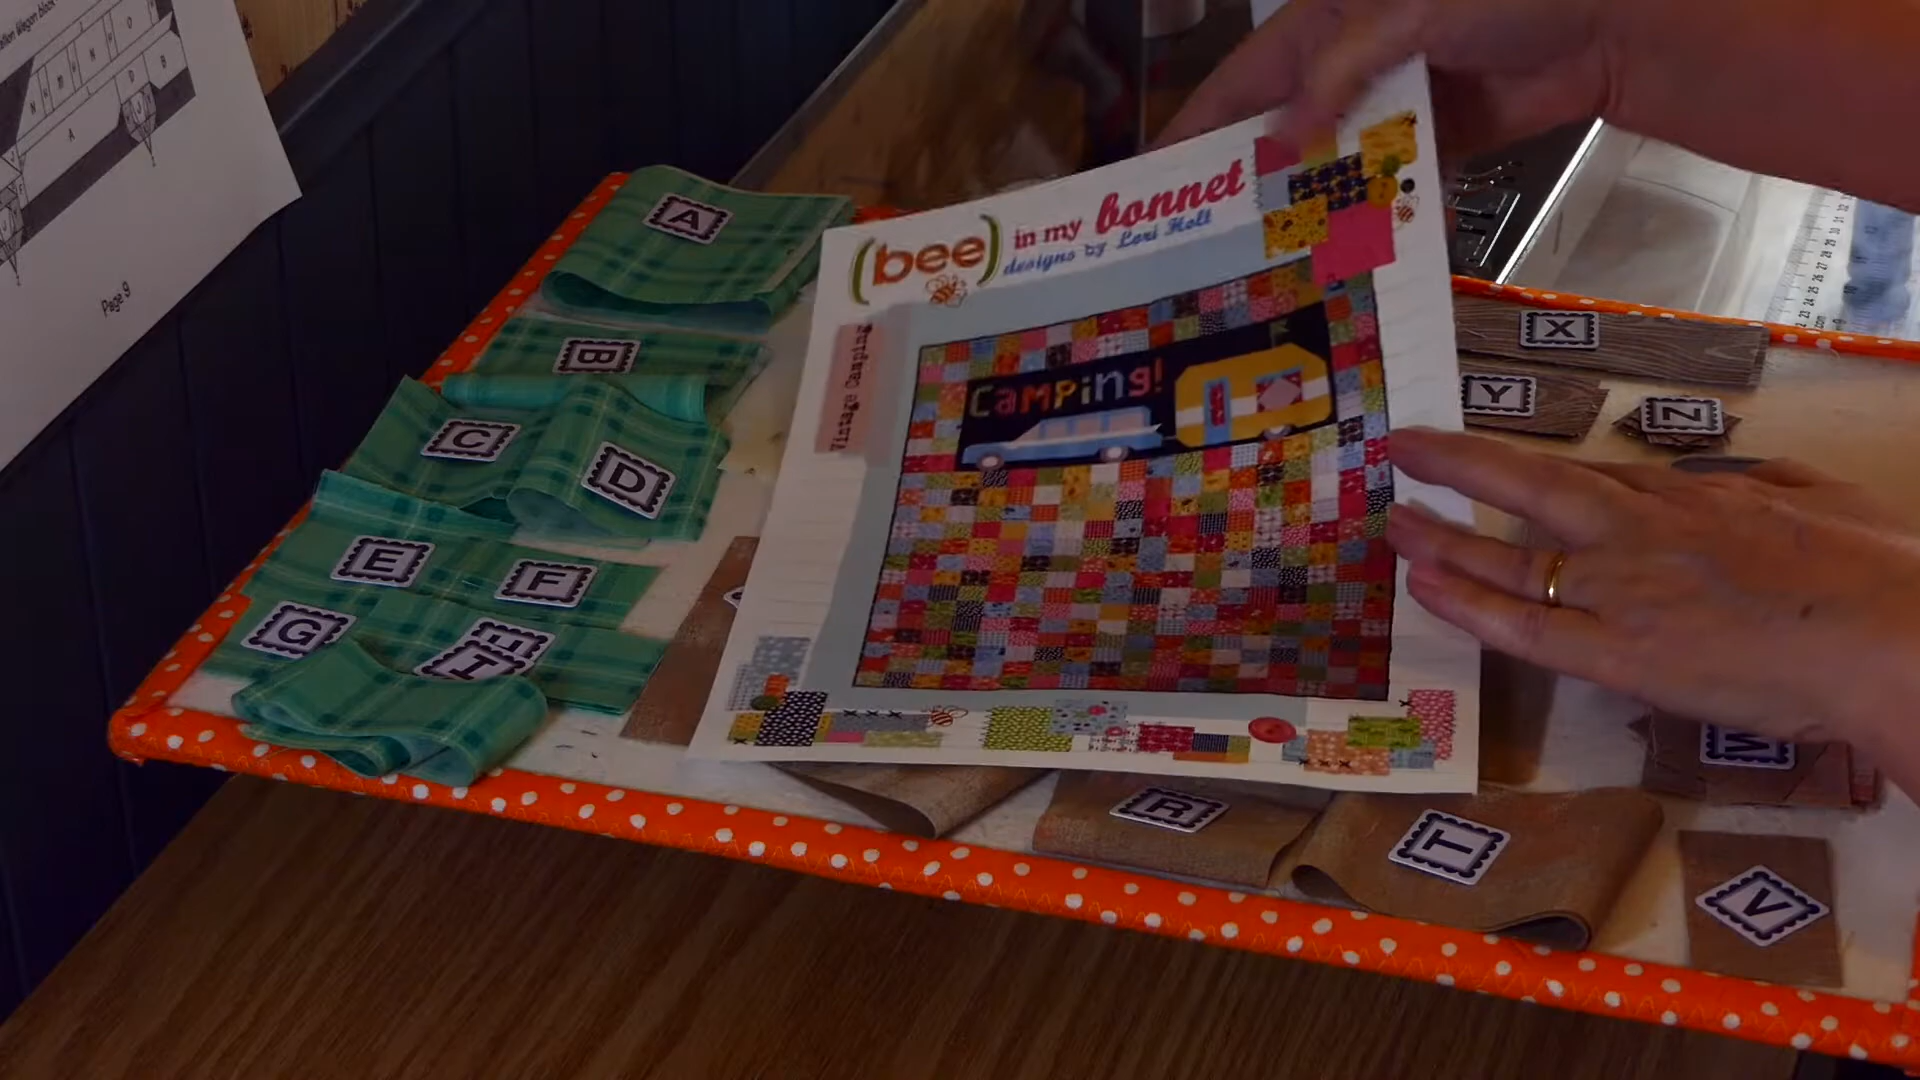 Page 9
N
O
N
N
D
B
A
(bee) in my bonnet
designs by Lori Holt
Vintage Camping
Camping!
A
B
C
D
E
F
G
H
I
X
Y
Z
W
R
T
V